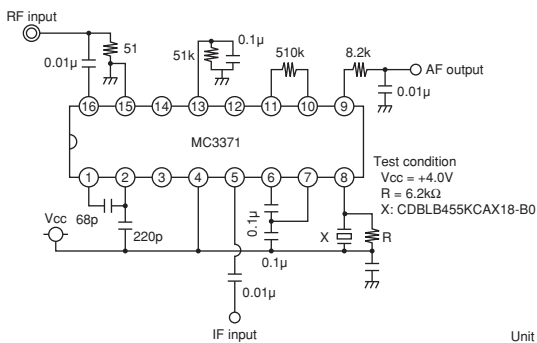 RF input
0.01μ
51
51k
0.1μ
510k
8.2k
AF output
0.01μ
16 15 14 13 12 11 10 9
MC3371
1 2 3 4 5 6 7 8
Test condition
Vcc = +4.0V
R = 6.2kΩ
X: CDBLB455KCAX18-B0
Vcc
68p
220p
0.1μ
0.1μ
X
R
0.01μ
IF input
Unit